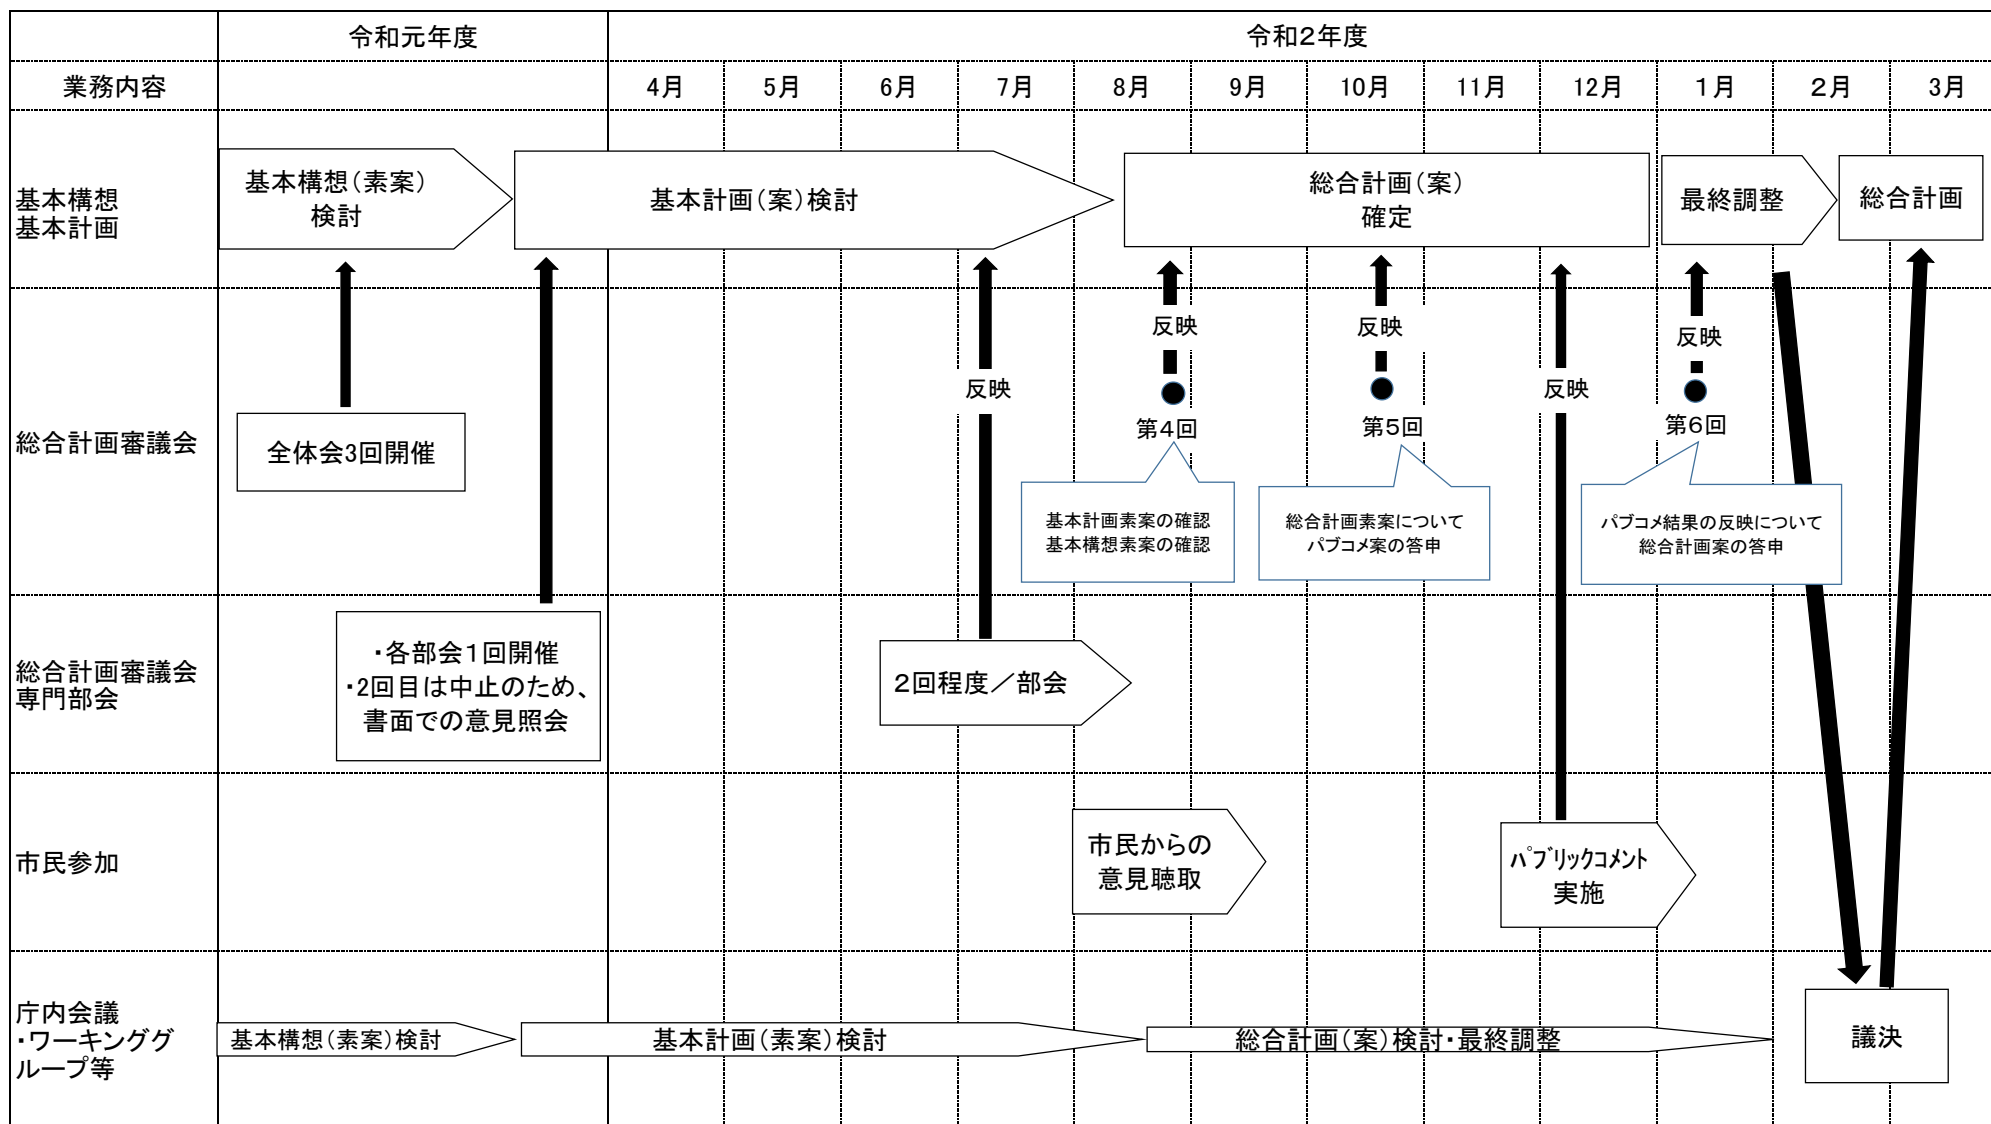 令和元年度
令和2年度
業務内容
4月
5月
6月
7月
8月
9月
10月
11月
12月
1月
2月
3月
基本構想
基本計画
基本構想(素案)
検討
基本計画(案)検討
総合計画(案)
確定
最終調整
総合計画
総合計画審議会
全体会3回開催
反映
反映
反映
反映
反映
第4回
第5回
第6回
基本計画素案の確認
基本構想素案の確認
総合計画素案について
パブコメ案の答申
パブコメ結果の反映について
総合計画案の答申
総合計画審議会
専門部会
・各部会1回開催
・2回目は中止のため、
書面での意見照会
2回程度/部会
市民参加
市民からの
意見聴取
パブリックコメント
実施
庁内会議
・ワーキンググ
ループ等
基本構想(素案)検討
基本計画(素案)検討
総合計画(案)検討・最終調整
議決